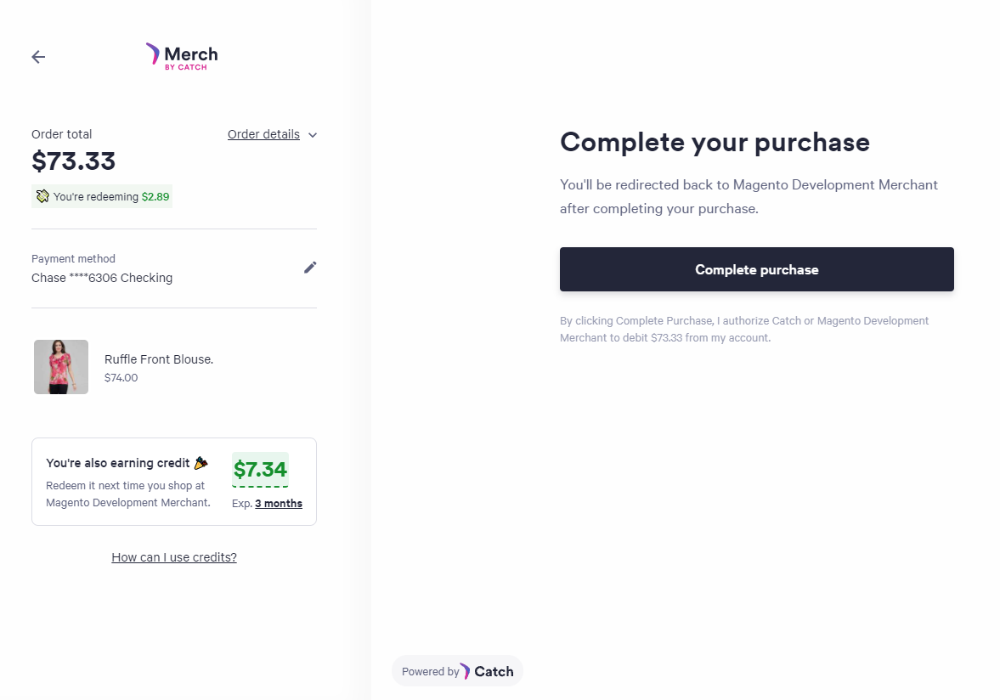 Merch
BY CATCH
Order total
Order details
$73.33
You're redeeming $2.89
Payment method
Chase ****6306 Checking
Ruffle Front Blouse.
$74.00
You're also earning credit
Redeem it next time you shop at
Magento Development Merchant.
$7.34
Exp. 3 months
How can I use credits?
Complete your purchase
You'll be redirected back to Magento Development Merchant
after completing your purchase.
Complete purchase
By clicking Complete Purchase, I authorize Catch or Magento Development
Merchant to debit $73.33 from my account.
Powered by Catch